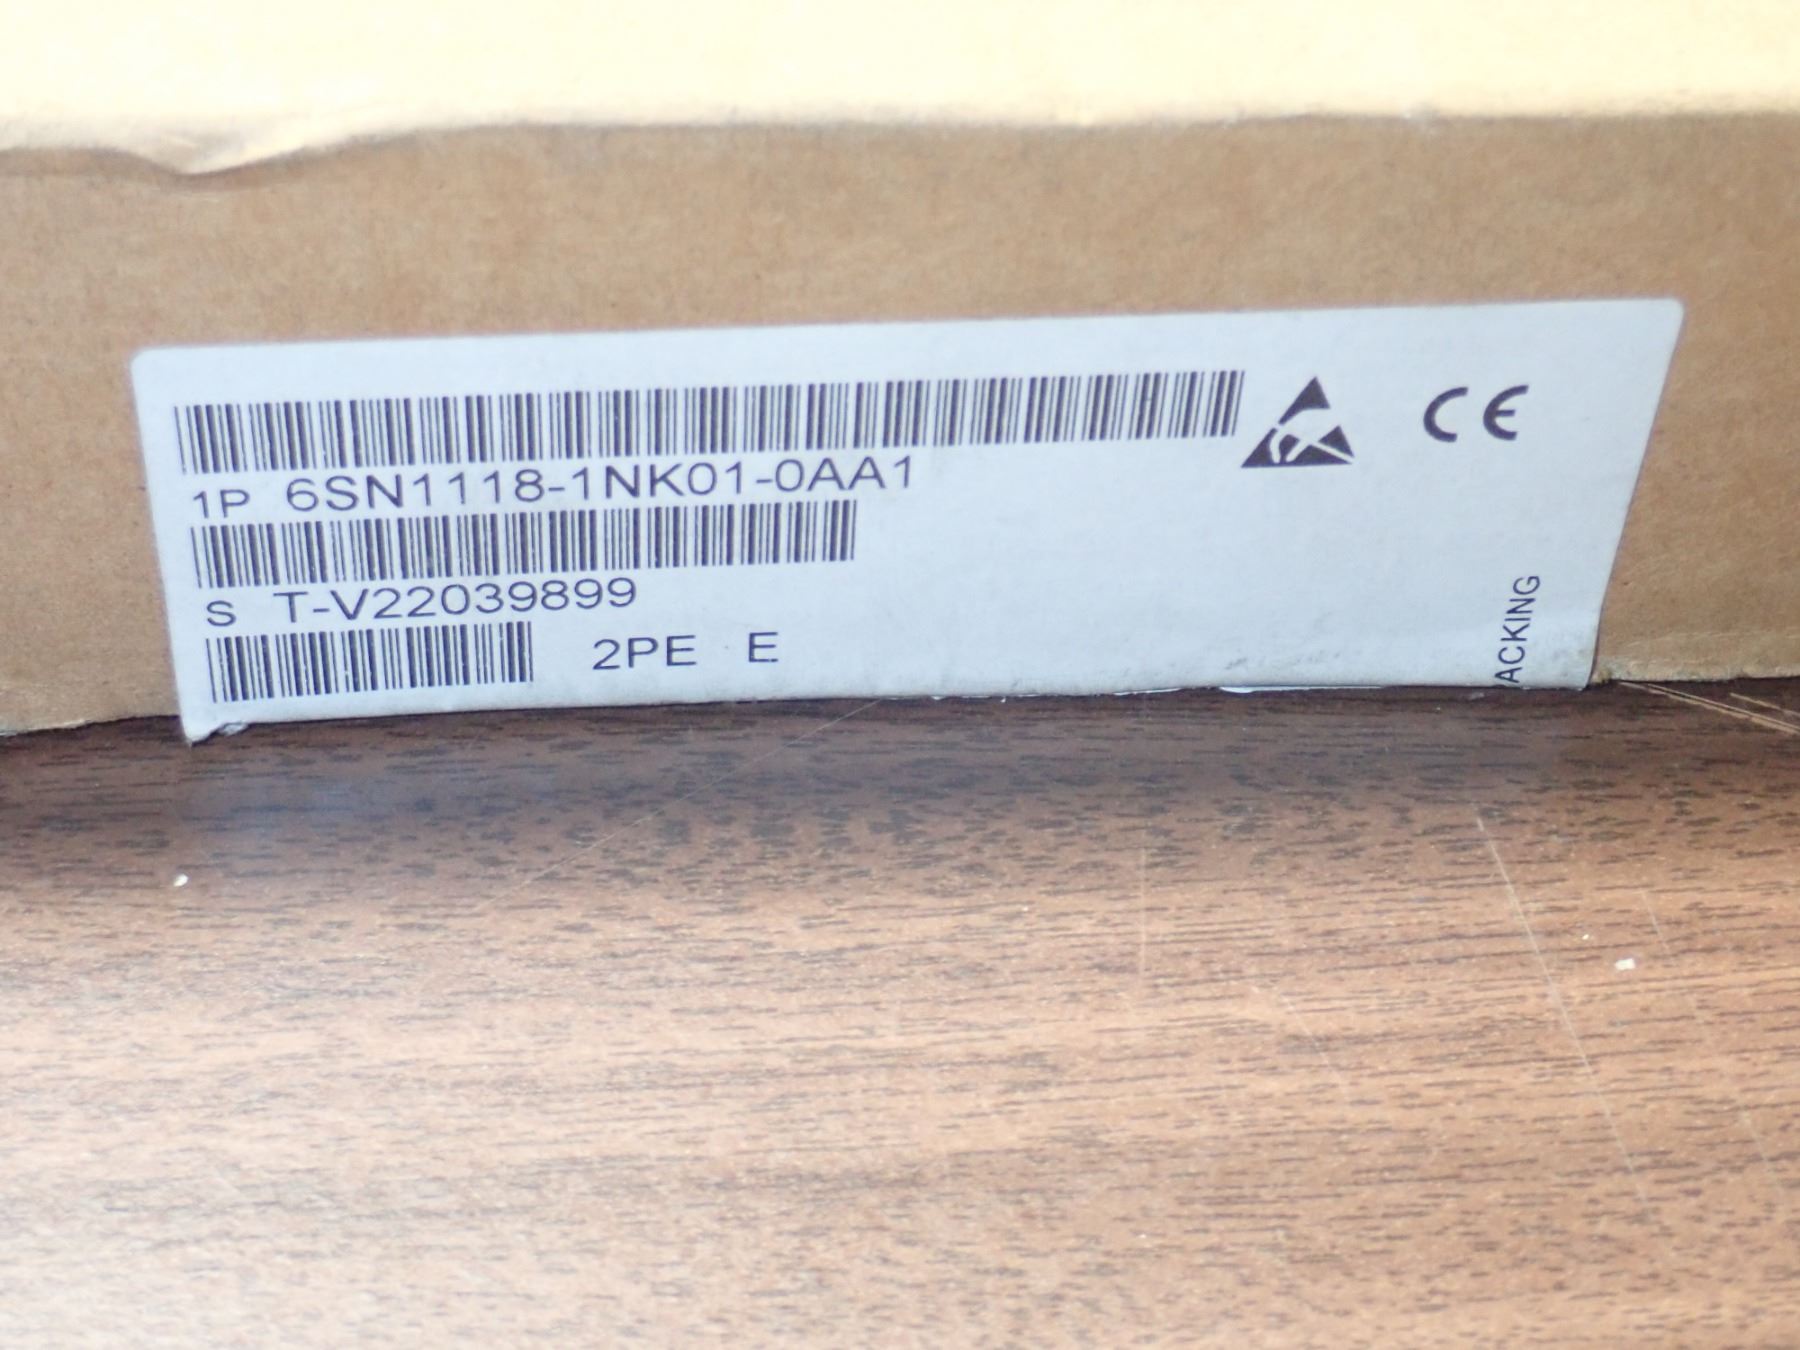 1P 6SN1118-1NK01-0AA1
S T-V22039899
2PE E
CE
ACKING